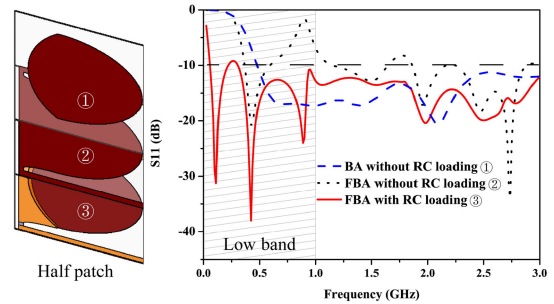 ①
②
③
Half patch
S11 (dB)
0
-10
-20
-30
-40
BA without RC loading ①
FBA without RC loading ②
FBA with RC loading ③
Low band
0.0 0.5 1.0 1.5 2.0 2.5 3.0
Frequency (GHz)